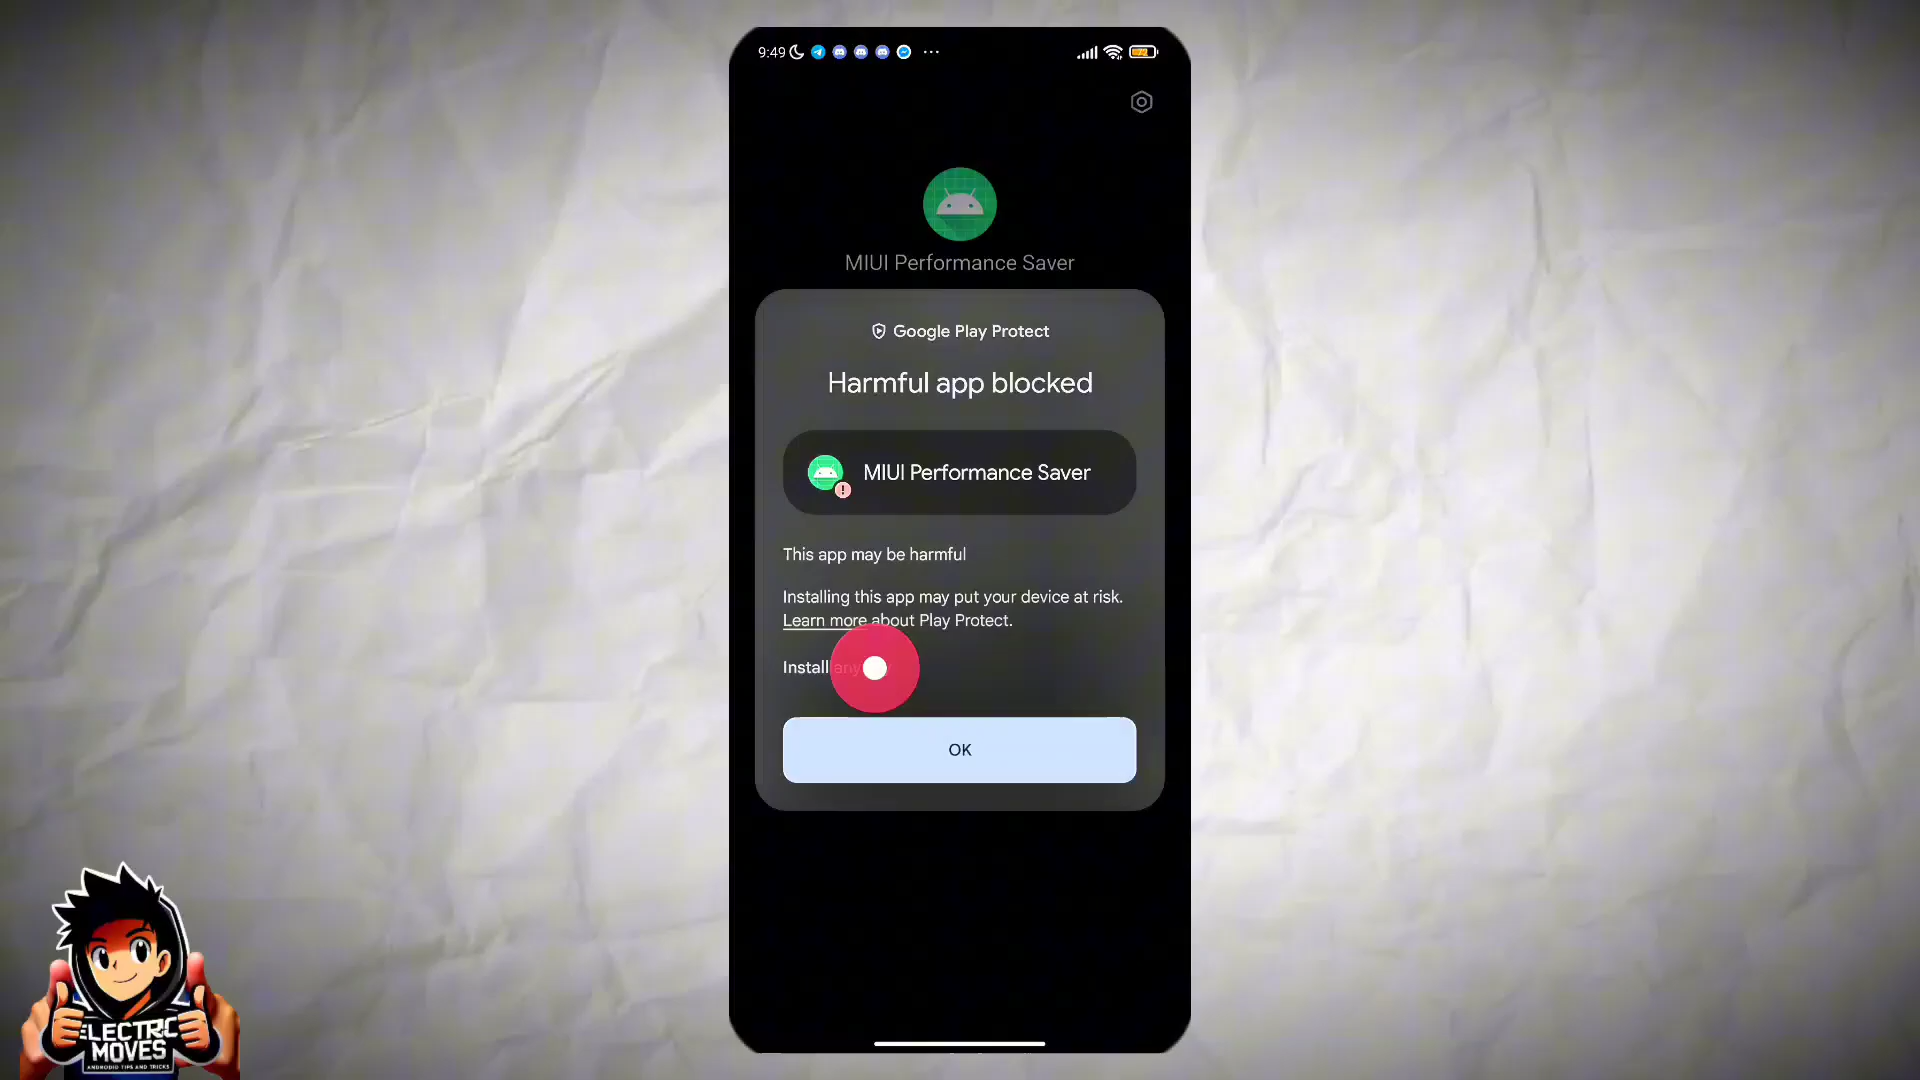 9:49
72
MIUI Performance Saver
Google Play Protect
Harmful app blocked
MIUI Performance Saver
This app may be harmful
Installing this app may put your device at risk.
Learn more about Play Protect.
Install
OK
ELECTRIC
MOVES
ANDROID TIPS AND TRICKS